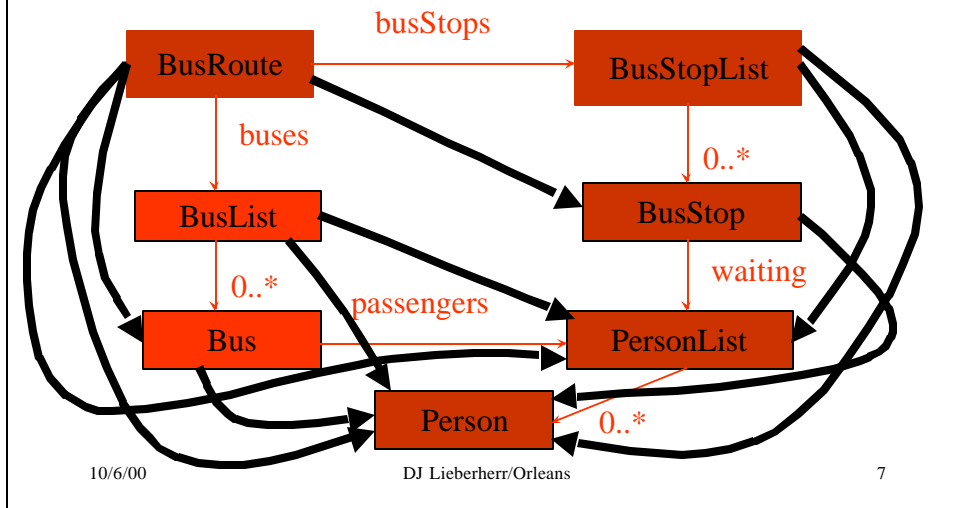 busStops
BusRoute
BusStopList
buses
0..*
BusList
BusStop
waiting
0..*
passengers
Bus
PersonList
Person
0..*
10/6/00
DJ Lieberherr/Orleans
7